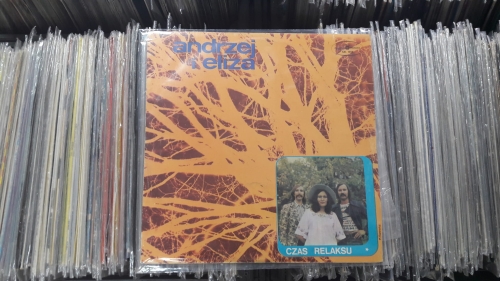 andrzej
i eliza
CZAS RELAKSU